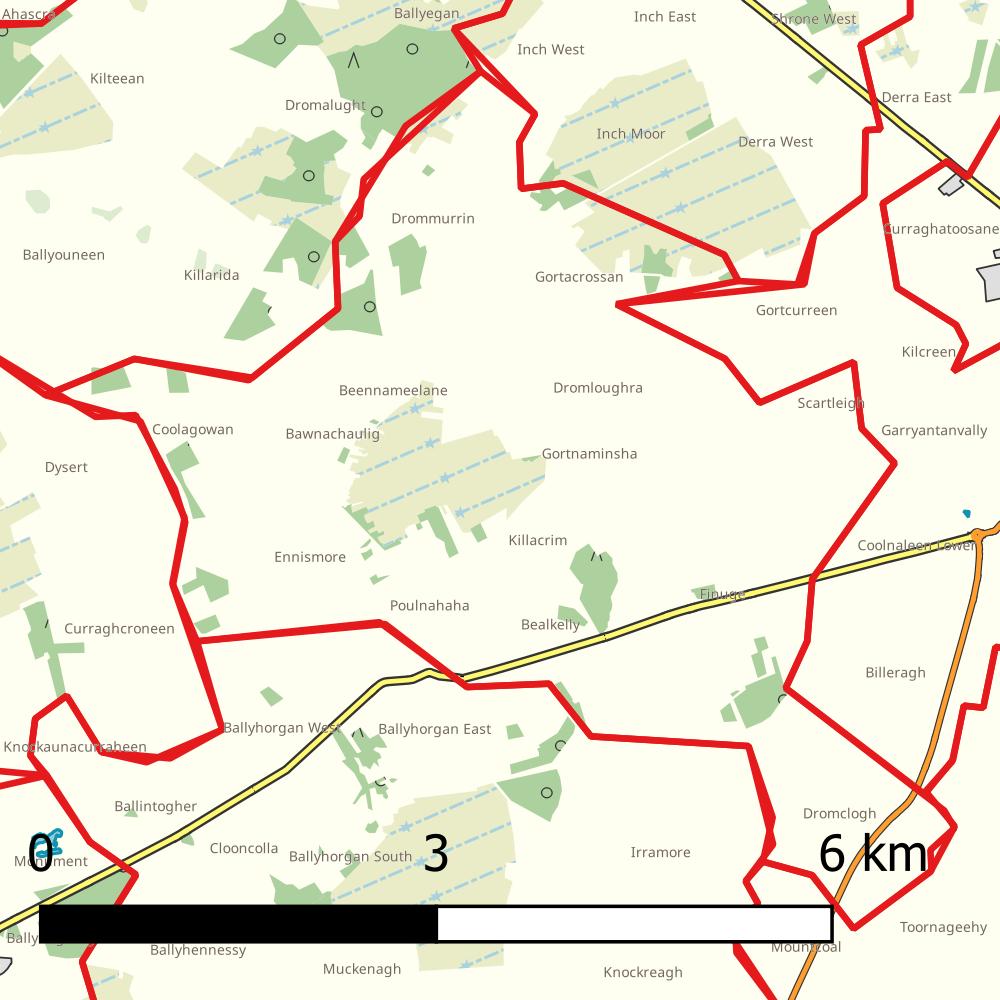 Ahascra
Ballyegan
Inch East
Shrone West
Inch West
Kilteean
Derra East
Dromalught
Inch Moor
Derra West
Drommurrin
Curraghatoosane
Ballyouneen
Killarida
Gortacrossan
Gortcurreen
Kilcreen
Beennameelane
Dromloughra
Scartleigh
Coolagowan
Bawnachaulig
Garryantanvally
Gortnaminsha
Dysert
Killacrim
Coolnaleen Lower
Ennismore
Finuge
Poulnahaha
Bealkelly
Curraghcroneen
Billeragh
Ballyhorgan West
Ballyhorgan East
Knockaunacurraheen
Ballintogher
Dromclogh
Clooncolla
Ballyhorgan South
Irramore
0
3
6 km
Monument
Toornageehy
Ballyhennessy
Mountcoal
Muckenagh
Knockreagh